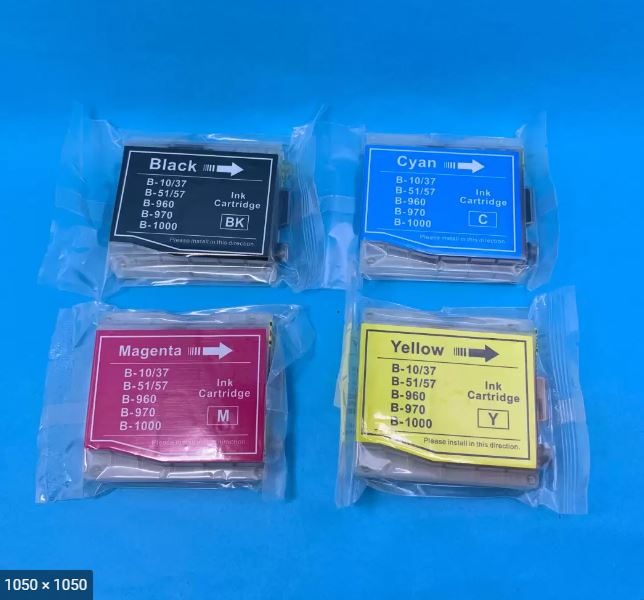 Black
B-10/37
B-51/57
B-960
B-970
B-1000
Ink
Cartridge
BK
Please install in this direction.
Cyan
B-10/37
B-51/57
B-960
B-970
B-1000
Ink
Cartridge
C
Please install in this direction.
Magenta
B-10/37
B-51/57
B-960
B-970
B-1000
Ink
Cartridge
M
Please install in this direction.
Yellow
B-10/37
B-51/57
B-960
B-970
B-1000
Ink
Cartridge
Y
Please install in this direction.
1050 × 1050